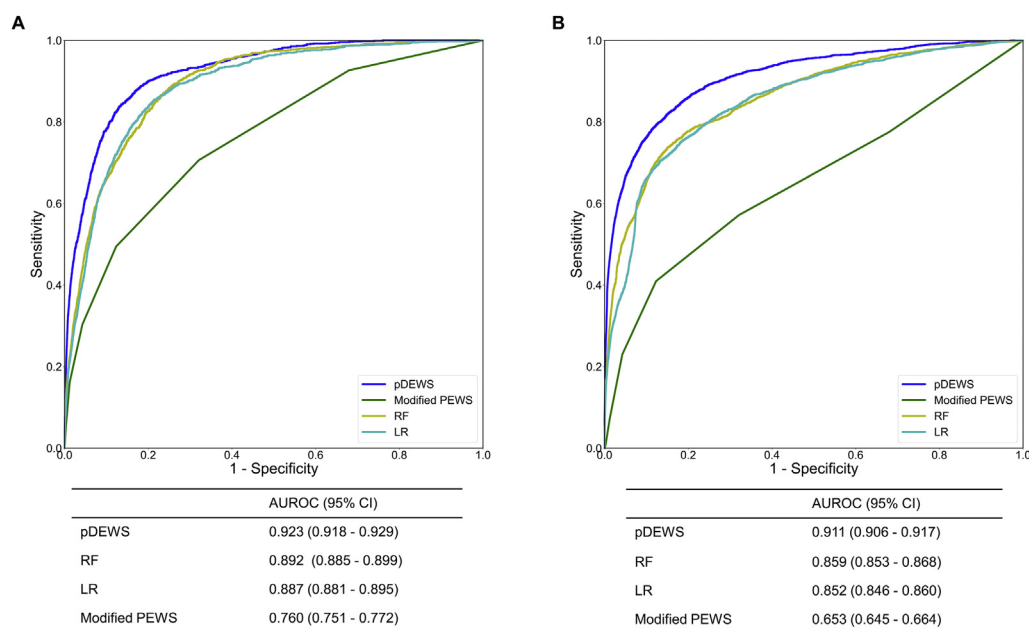 A
1.0
0.8
0.6
0.4
0.2
0.0
Sensitivity
pDEWS
Modified PEWS
RF
LR
0.0 0.2 0.4 0.6 0.8 1.0
1 - Specificity
AUROC (95% CI)
pDEWS 0.923 (0.918 - 0.929)
RF 0.892 (0.885 - 0.899)
LR 0.887 (0.881 - 0.895)
Modified PEWS 0.760 (0.751 - 0.772)
B
1.0
0.8
0.6
0.4
0.2
0.0
Sensitivity
pDEWS
Modified PEWS
RF
LR
0.0 0.2 0.4 0.6 0.8 1.0
1 - Specificity
AUROC (95% CI)
pDEWS 0.911 (0.906 - 0.917)
RF 0.859 (0.853 - 0.868)
LR 0.852 (0.846 - 0.860)
Modified PEWS 0.653 (0.645 - 0.664)